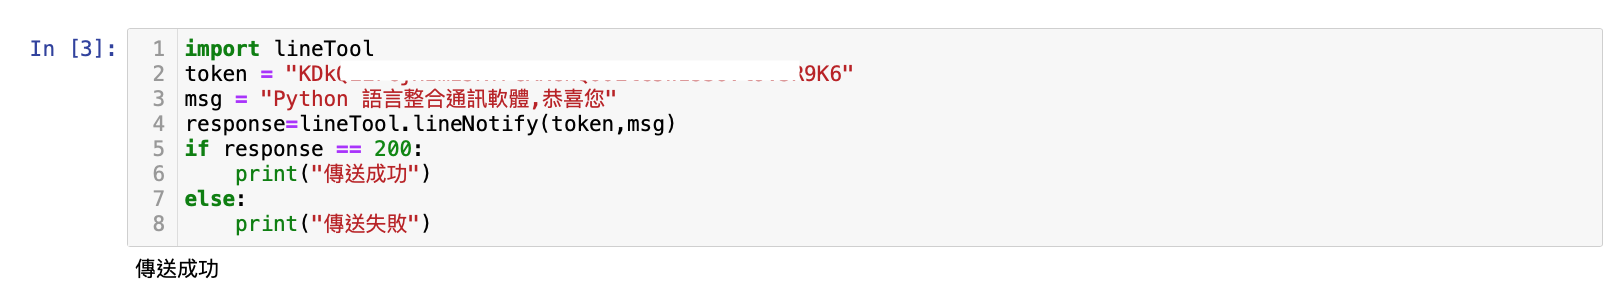 In [3]:
1 import lineTool
2 token = "KDk R9K6"
3 msg = "Python 語言整合通訊軟體,恭喜您"
4 response=lineTool.lineNotify(token,msg)
5 if response == 200:
6     print("傳送成功")
7 else:
8     print("傳送失敗")
傳送成功